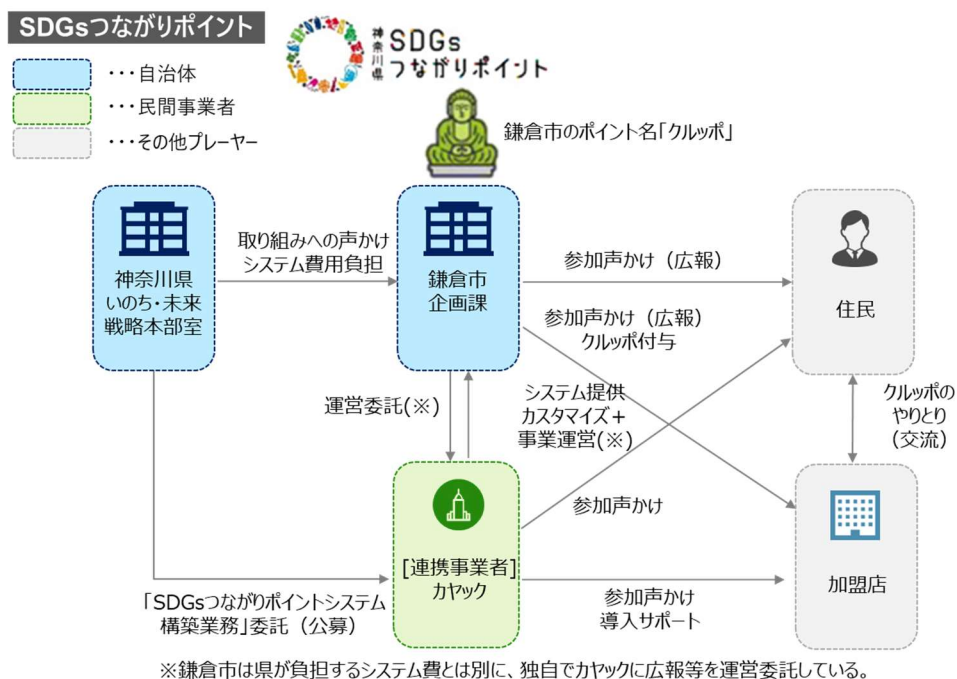 SDGsつながりポイント
神奈川県
SDGs
つながりポイント
・・・自治体
・・・民間事業者
・・・その他プレーヤー
鎌倉市のポイント名「クルッポ」
神奈川県
いのち・未来
戦略本部室
取り組みへの声かけ
システム費用負担
鎌倉市
企画課
参加声かけ（広報）
参加声かけ（広報）
クルッポ付与
住民
運営委託(※)
システム提供
カスタマイズ＋
事業運営(※)
クルッポの
やりとり
（交流）
参加声かけ
[連携事業者]
カヤック
加盟店
「SDGsつながりポイントシステム
構築業務」委託（公募）
参加声かけ
導入サポート
※鎌倉市は県が負担するシステム費とは別に、独自でカヤックに広報等を運営委託している。